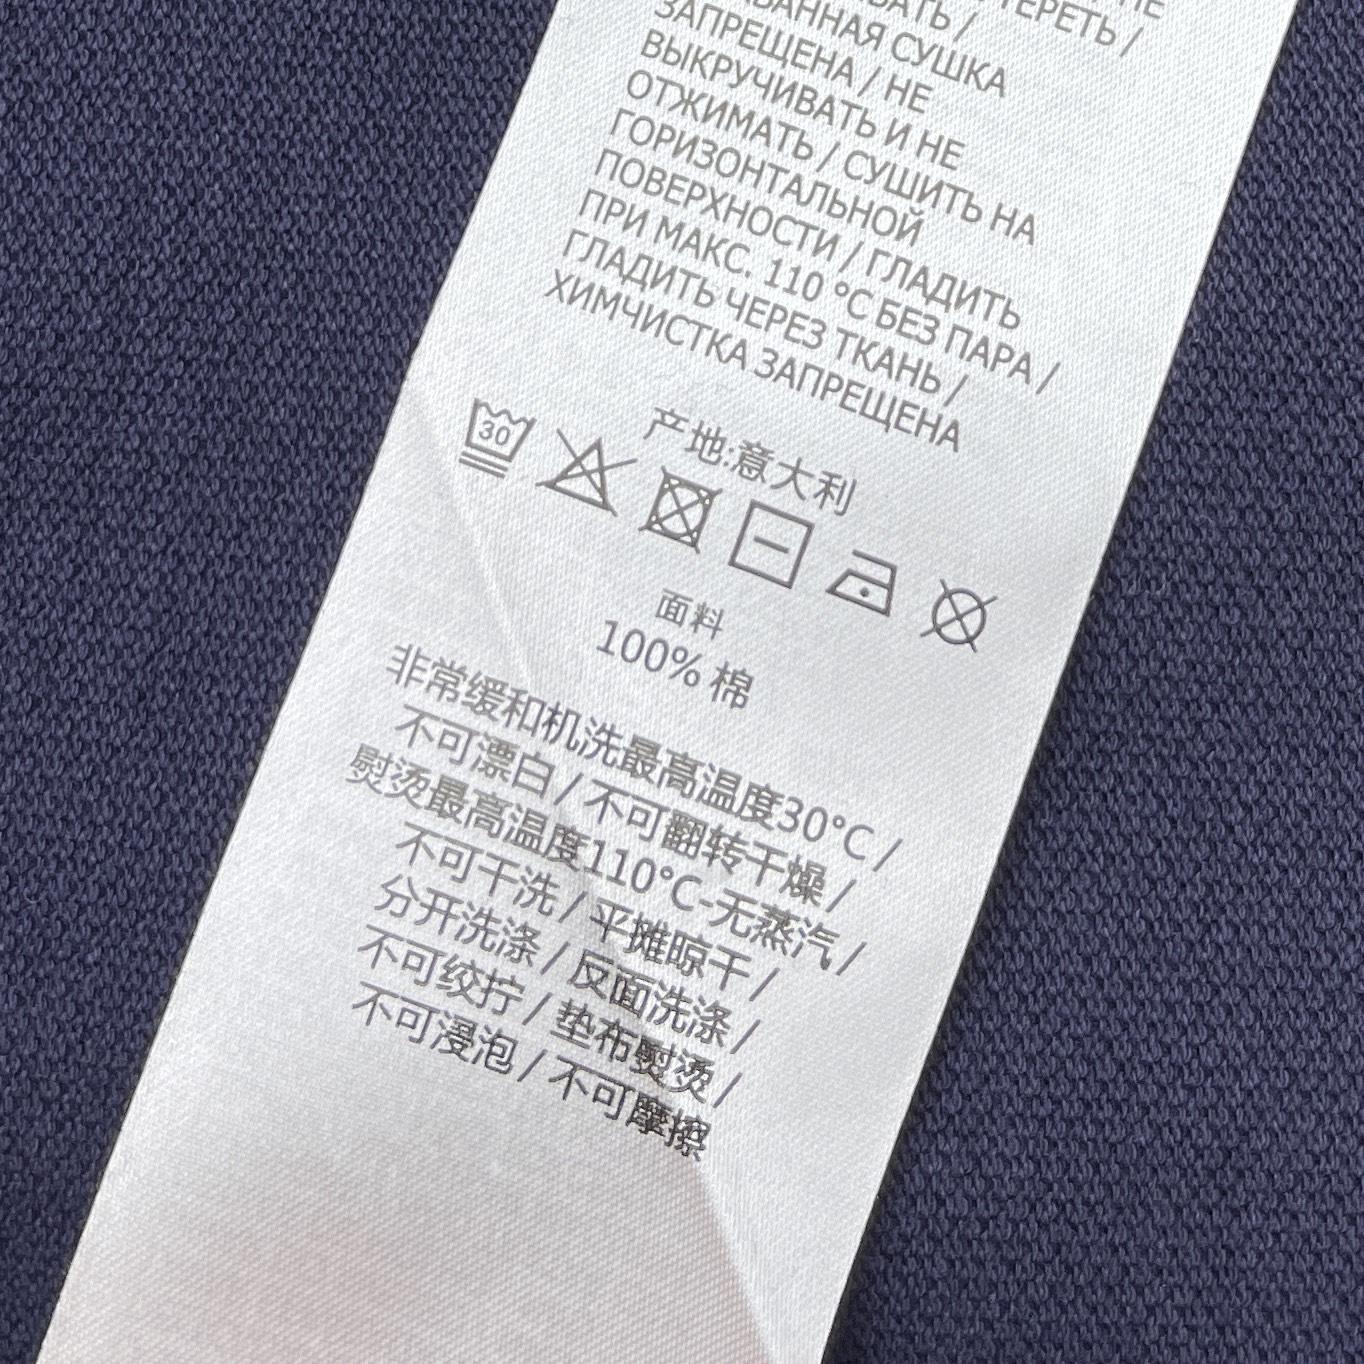 НЕ
ВАТЬ / ТЕРЕТЬ /
ВАННАЯ СУШКА
ЗАПРЕЩЕНА / НЕ
ВЫКРУЧИВАТЬ И НЕ
ОТЖИМАТЬ / СУШИТЬ НА
ГОРИЗОНТАЛЬНОЙ
ПОВЕРХНОСТИ / ГЛАДИТЬ
ПРИ МАКС. 110 °C БЕЗ ПАРА /
ГЛАДИТЬ ЧЕРЕЗ ТКАНЬ /
ХИМЧИСТКА ЗАПРЕЩЕНА
产地:意大利
30
面料
100% 棉
非常缓和机洗最高温度30°C /
不可漂白 / 不可翻转干燥 /
熨烫最高温度110°C-无蒸汽 /
不可干洗 / 平摊晾干 /
分开洗涤 / 反面洗涤 /
不可绞拧 / 垫布熨烫 /
不可浸泡 / 不可摩擦